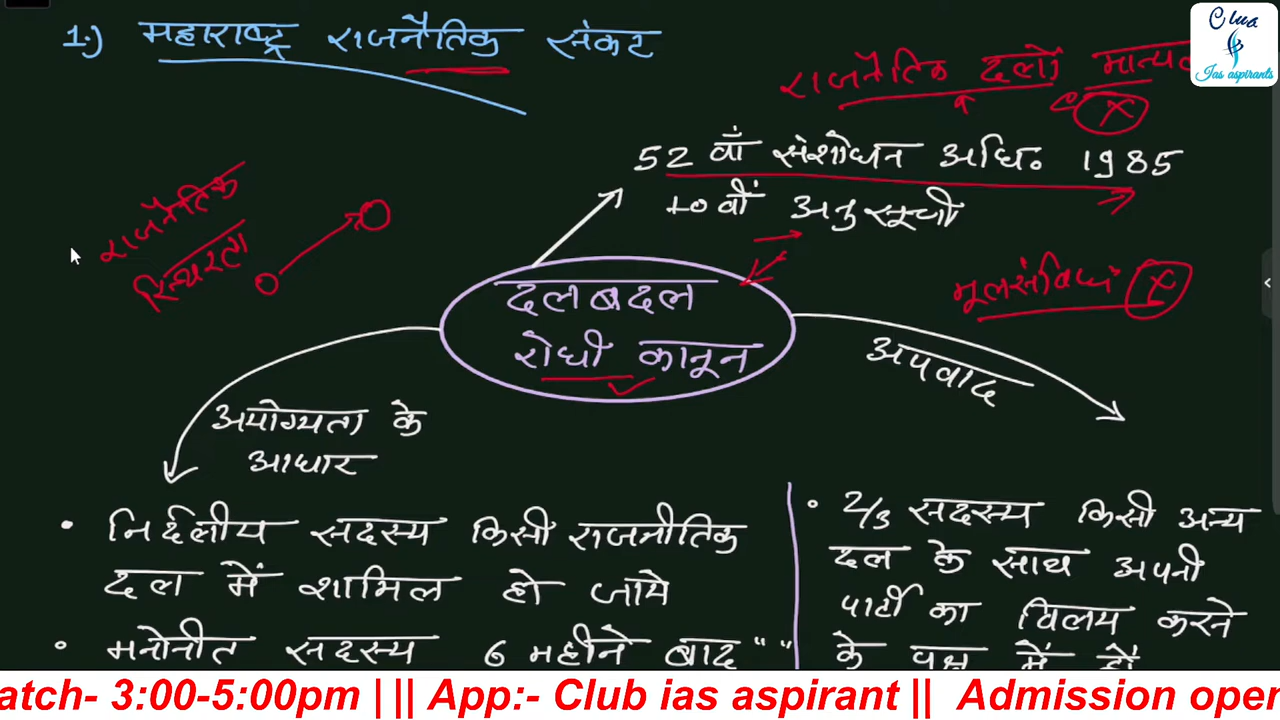 1.) महाराष्ट्र राजनैतिक संकट
Club
Ias aspirants
राजनैतिक दलों
52 वाँ संशोधन अधि० 1985
10वीं अनुसूची
राजनैतिक
स्थिरता
मूलसंविधान
दलबदल
रोधी कानून
अपवाद
अयोग्यता के
आधार
• निर्दलीय सदस्य किसी राजनीतिक
दल में शामिल हो जाये
• मनोनीत सदस्य 6 महीने बाद " "
• 2/3 सदस्य किसी अन्य
दल के साथ अपनी
पार्टी का विलय करने
के पक्ष में हों
atch- 3:00-5:00pm | || App:- Club ias aspirant || Admission oper